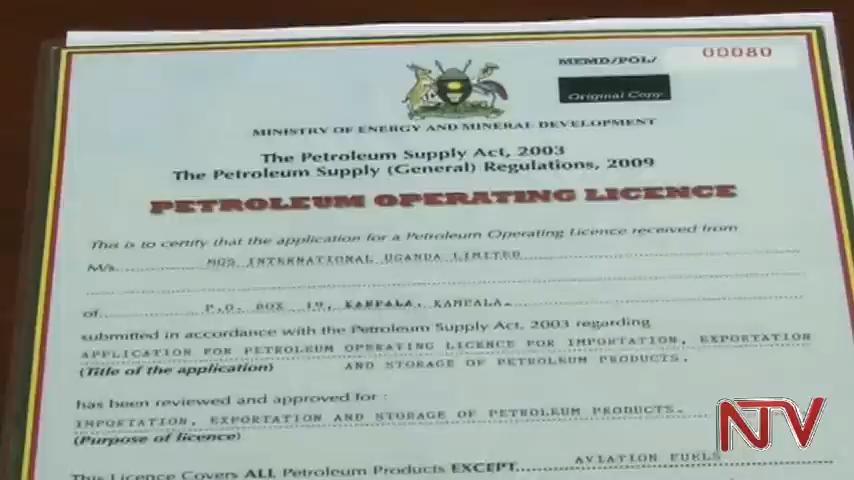 MEMD/POL/ 00080
Original Copy
MINISTRY OF ENERGY AND MINERAL DEVELOPMENT
The Petroleum Supply Act, 2003
The Petroleum Supply (General) Regulations, 2009
PETROLEUM OPERATING LICENCE
This is to certify that the application for a Petroleum Operating Licence received from
M/s MGS INTERNATIONAL UGANDA LIMITED
of P.O. BOX 19, KAMPALA, KAMPALA.
submitted in accordance with the Petroleum Supply Act, 2003 regarding
APPLICATION FOR PETROLEUM OPERATING LICENCE FOR IMPORTATION, EXPORTATION
(Title of the application) AND STORAGE OF PETROLEUM PRODUCTS.
has been reviewed and approved for :
IMPORTATION, EXPORTATION AND STORAGE OF PETROLEUM PRODUCTS.
(Purpose of licence)
This Licence Covers ALL Petroleum Products EXCEPT AVIATION FUELS
NTV